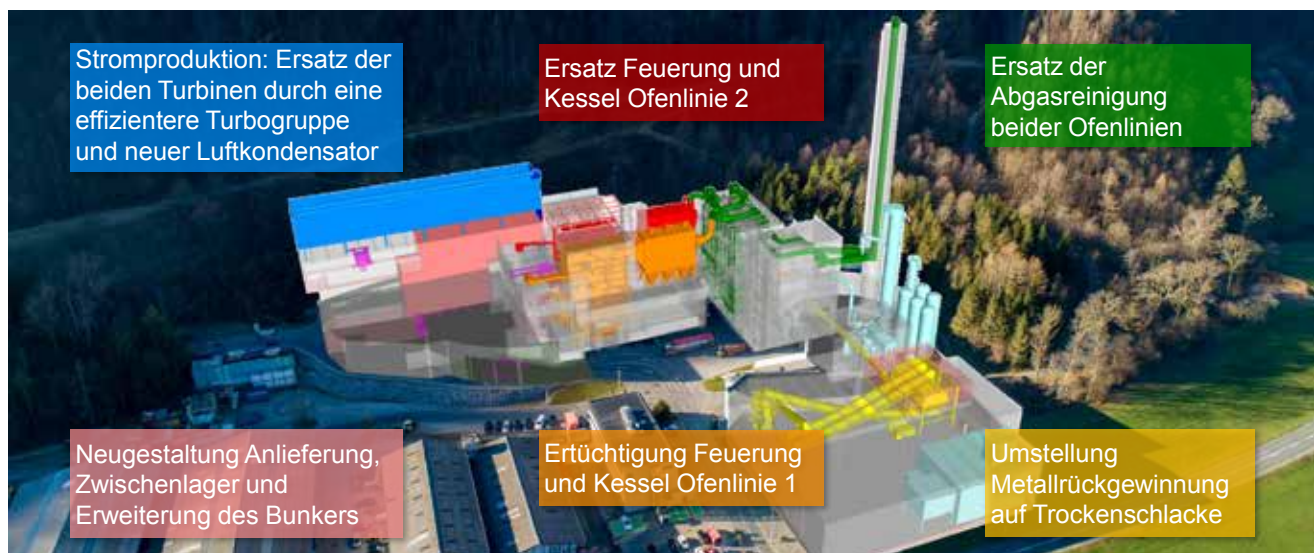 Stromproduktion: Ersatz der
beiden Turbinen durch eine
effizientere Turbogruppe
und neuer Luftkondensator
Ersatz Feuerung und
Kessel Ofenlinie 2
Ersatz der
Abgasreinigung
beider Ofenlinien
Neugestaltung Anlieferung,
Zwischenlager und
Erweiterung des Bunkers
Ertüchtigung Feuerung
und Kessel Ofenlinie 1
Umstellung
Metallrückgewinnung
auf Trockenschlacke